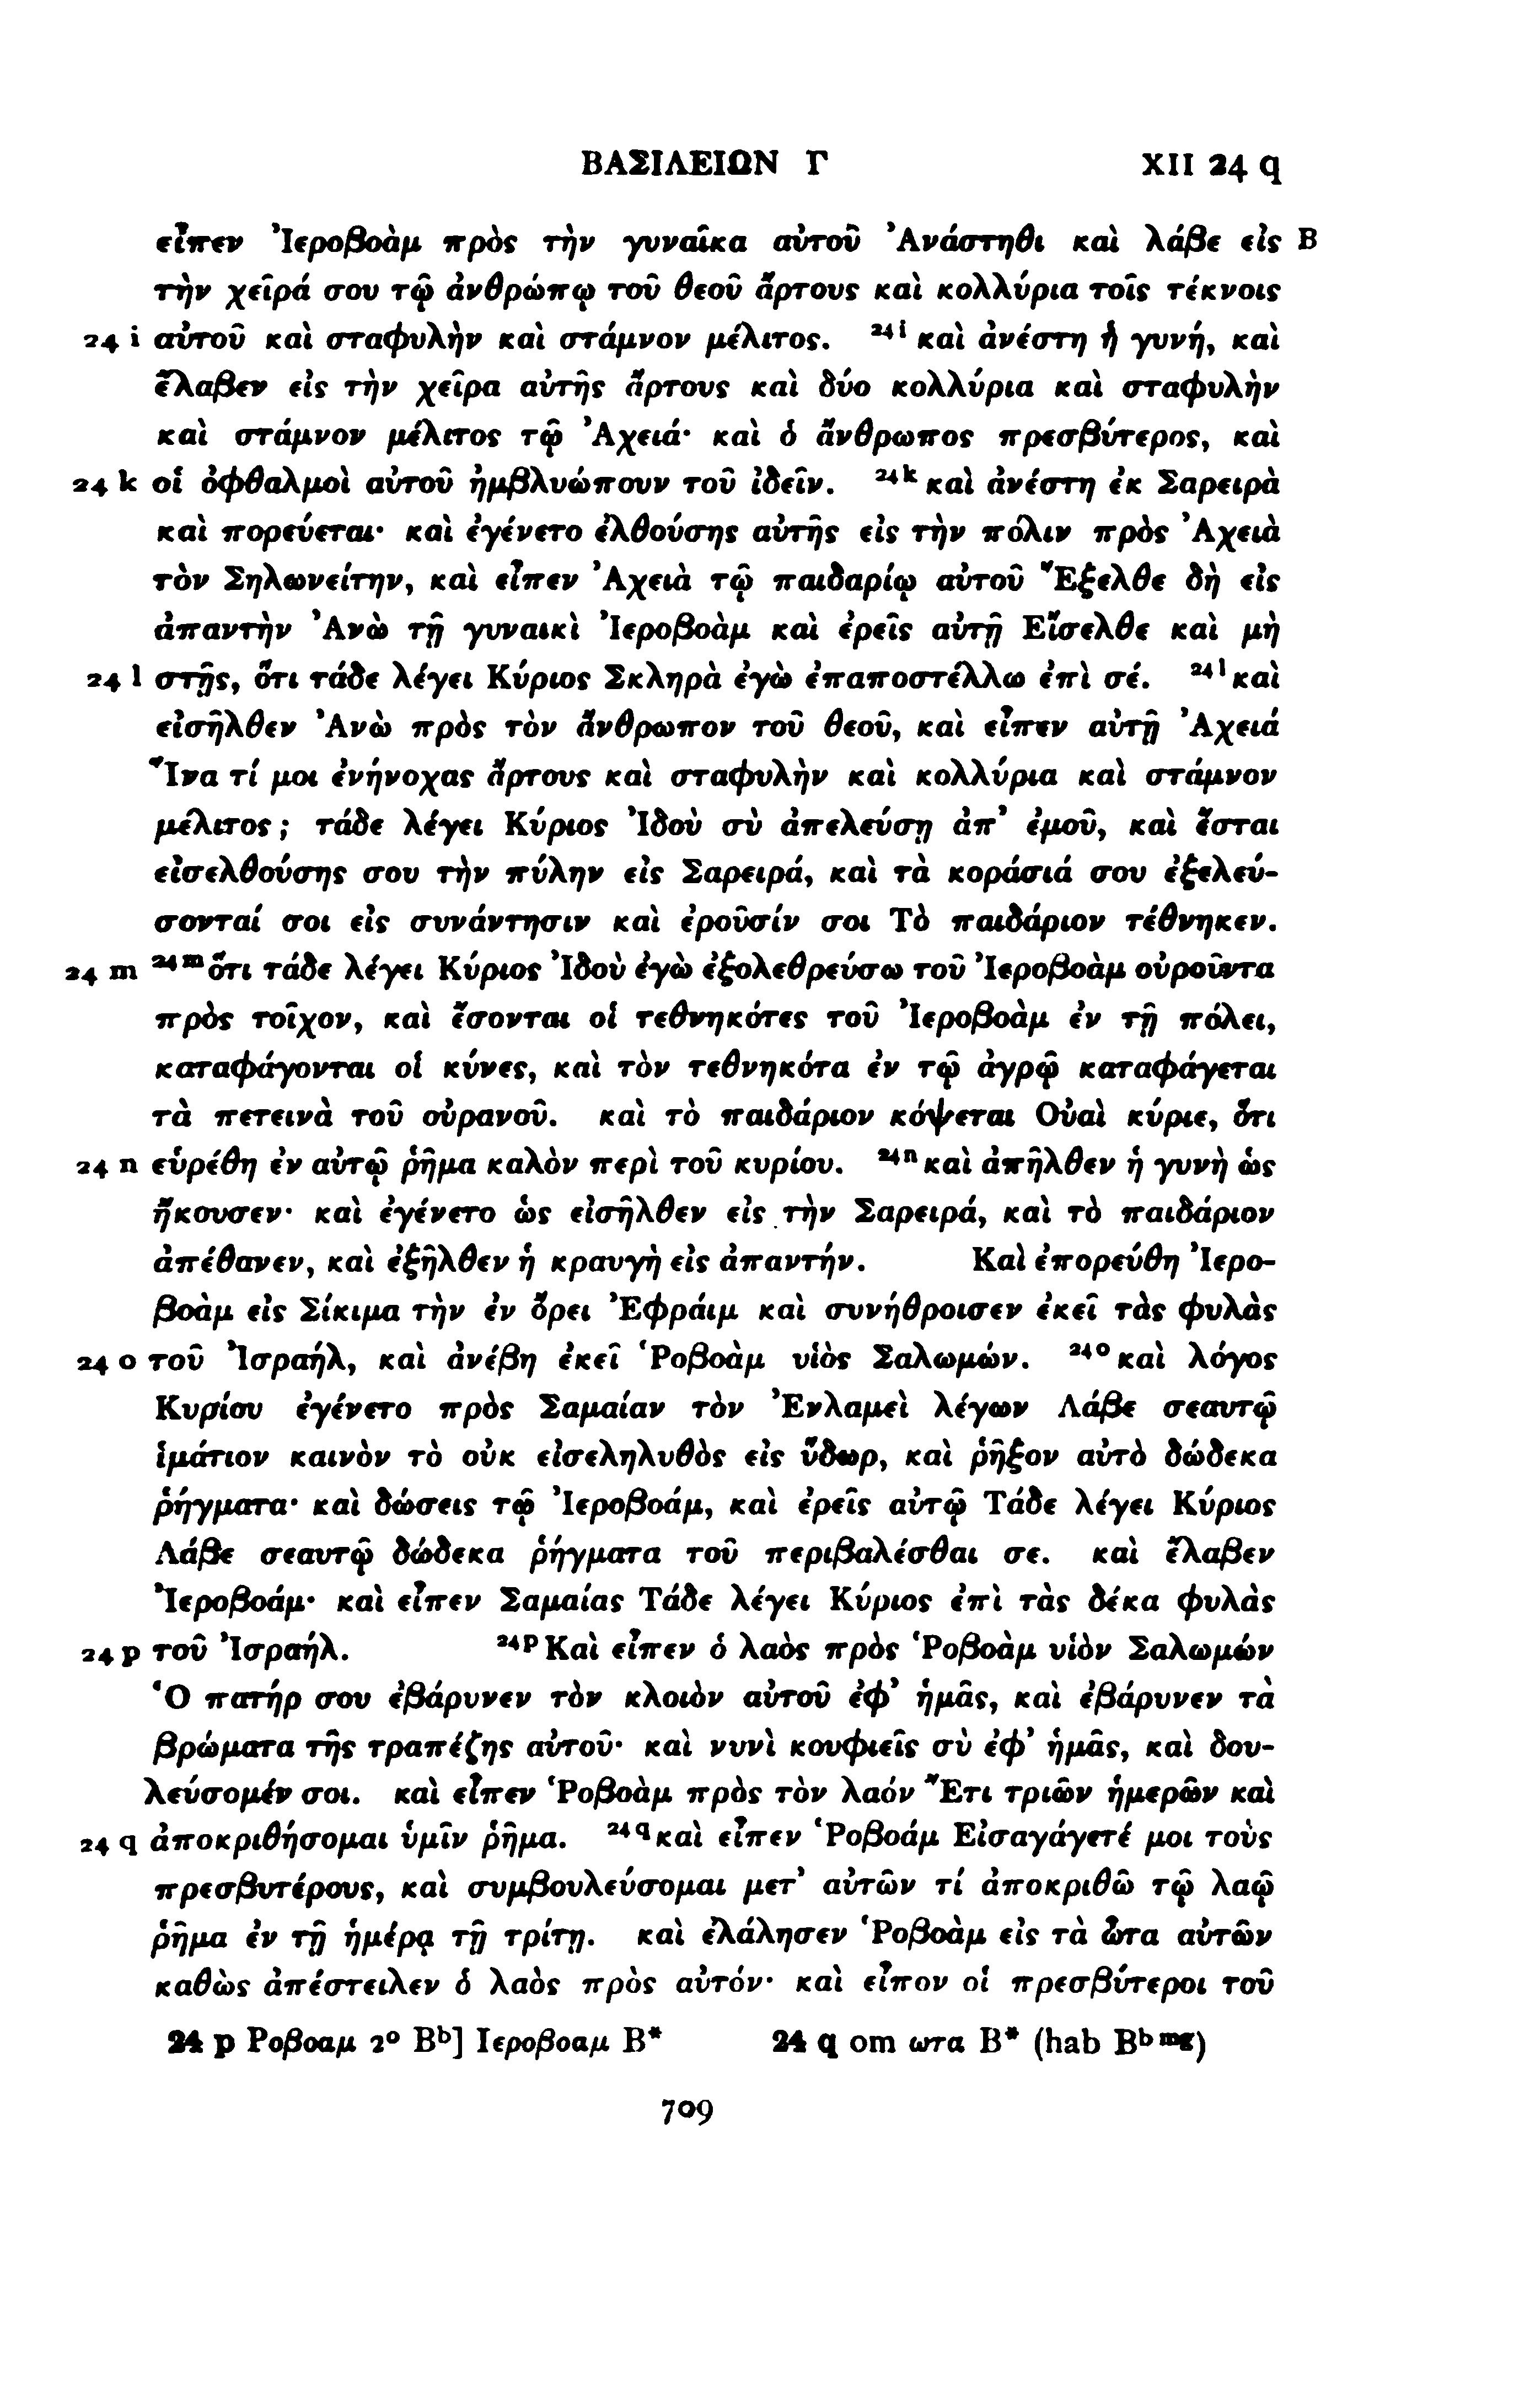 ΒΑΣΙΛΕΙΩΝ Γ XII 24 q
εἶπεν Ἰεροβοὰμ πρὸς τὴν γυναῖκα αὐτοῦ Ἀνάστηθι καὶ λάβε εἰς B
τὴν χεῖρά σου τῷ ἀνθρώπῳ τοῦ θεοῦ ἄρτους καὶ κολλύρια τοῖς τέκνοις
24 i αὐτοῦ καὶ σταφυλὴν καὶ στάμνον μέλιτος. 24i καὶ ἀνέστη ἡ γυνή, καὶ
ἔλαβεν εἰς τὴν χεῖρα αὐτῆς ἄρτους καὶ δύο κολλύρια καὶ σταφυλὴν
καὶ στάμνον μέλιτος τῷ Ἀχειά· καὶ ὁ ἄνθρωπος πρεσβύτερος, καὶ
24 k οἱ ὀφθαλμοὶ αὐτοῦ ἠμβλυώπουν τοῦ ἰδεῖν. 24k καὶ ἀνέστη ἐκ Σαρειρὰ
καὶ πορεύεται· καὶ ἐγένετο ἐλθούσης αὐτῆς εἰς τὴν πόλιν πρὸς Ἀχειὰ
τὸν Σηλωνείτην, καὶ εἶπεν Ἀχειὰ τῷ παιδαρίῳ αὐτοῦ Ἔξελθε δὴ εἰς
ἀπαντὴν Ἀνὼ τῇ γυναικὶ Ἰεροβοὰμ καὶ ἐρεῖς αὐτῇ Εἴσελθε καὶ μὴ
24 l στῇς, ὅτι τάδε λέγει Κύριος Σκληρὰ ἐγὼ ἐπαποστέλλω ἐπὶ σέ. 24l καὶ
εἰσῆλθεν Ἀνὼ πρὸς τὸν ἄνθρωπον τοῦ θεοῦ, καὶ εἶπεν αὐτῇ Ἀχειά
Ἵνα τί μοι ἐνήνοχας ἄρτους καὶ σταφυλὴν καὶ κολλύρια καὶ στάμνον
μέλιτος; τάδε λέγει Κύριος Ἰδοὺ σὺ ἀπελεύσῃ ἀπ’ ἐμοῦ, καὶ ἔσται
εἰσελθούσης σου τὴν πύλην εἰς Σαρειρά, καὶ τὰ κοράσιά σου ἐξελεύ-
σονταί σοι εἰς συνάντησιν καὶ ἐροῦσίν σοι Τὸ παιδάριον τέθνηκεν.
24 m 24m ὅτι τάδε λέγει Κύριος Ἰδοὺ ἐγὼ ἐξολεθρεύσω τοῦ Ἰεροβοὰμ οὐροῦντα
πρὸς τοῖχον, καὶ ἔσονται οἱ τεθνηκότες τοῦ Ἰεροβοὰμ ἐν τῇ πόλει,
καταφάγονται οἱ κύνες, καὶ τὸν τεθνηκότα ἐν τῷ ἀγρῷ καταφάγεται
τὰ πετεινὰ τοῦ οὐρανοῦ. καὶ τὸ παιδάριον κόψεται Οὐαὶ κύριε, ὅτι
24 n εὑρέθη ἐν αὐτῷ ῥῆμα καλὸν περὶ τοῦ κυρίου. 24n καὶ ἀπῆλθεν ἡ γυνὴ ὡς
ἤκουσεν· καὶ ἐγένετο ὡς εἰσῆλθεν εἰς τὴν Σαρειρά, καὶ τὸ παιδάριον
ἀπέθανεν, καὶ ἐξῆλθεν ἡ κραυγὴ εἰς ἀπαντήν. Καὶ ἐπορεύθη Ἰερο-
βοὰμ εἰς Σίκιμα τὴν ἐν ὄρει Ἐφράιμ καὶ συνήθροισεν ἐκεῖ τὰς φυλὰς
24 o τοῦ Ἰσραήλ, καὶ ἀνέβη ἐκεῖ Ῥοβοὰμ υἱὸς Σαλωμών. 24o καὶ λόγος
Κυρίου ἐγένετο πρὸς Σαμαίαν τὸν Ἐνλαμεὶ λέγων Λάβε σεαυτῷ
ἱμάτιον καινὸν τὸ οὐκ εἰσεληλυθὸς εἰς ὕδωρ, καὶ ῥῆξον αὐτὸ δώδεκα
ῥήγματα· καὶ δώσεις τῷ Ἰεροβοάμ, καὶ ἐρεῖς αὐτῷ Τάδε λέγει Κύριος
Λάβε σεαυτῷ δώδεκα ῥήγματα τοῦ περιβαλέσθαι σε. καὶ ἔλαβεν
Ἰεροβοάμ· καὶ εἶπεν Σαμαίας Τάδε λέγει Κύριος ἐπὶ τὰς δέκα φυλὰς
24 p τοῦ Ἰσραήλ. 24p Καὶ εἶπεν ὁ λαὸς πρὸς Ῥοβοὰμ υἱὸν Σαλωμών
Ὁ πατήρ σου ἐβάρυνεν τὸν κλοιὸν αὐτοῦ ἐφ’ ἡμᾶς, καὶ ἐβάρυνεν τὰ
βρώματα τῆς τραπέζης αὐτοῦ· καὶ νυνὶ κουφιεῖς σὺ ἐφ’ ἡμᾶς, καὶ δου-
λεύσομέν σοι. καὶ εἶπεν Ῥοβοὰμ πρὸς τὸν λαόν Ἔτι τριῶν ἡμερῶν καὶ
24 q ἀποκριθήσομαι ὑμῖν ῥῆμα. 24q καὶ εἶπεν Ῥοβοάμ Εἰσαγάγετέ μοι τοὺς
πρεσβυτέρους, καὶ συμβουλεύσομαι μετ’ αὐτῶν τί ἀποκριθῶ τῷ λαῷ
ῥῆμα ἐν τῇ ἡμέρᾳ τῇ τρίτῃ. καὶ ἐλάλησεν Ῥοβοὰμ εἰς τὰ ὦτα αὐτῶν
καθὼς ἀπέστειλεν ὁ λαὸς πρὸς αὐτόν· καὶ εἶπον οἱ πρεσβύτεροι τοῦ
24 p Ροβοαμ 2° Bb] Ιεροβοαμ B* 24 q om ωτα B* (hab Bb mg)
709